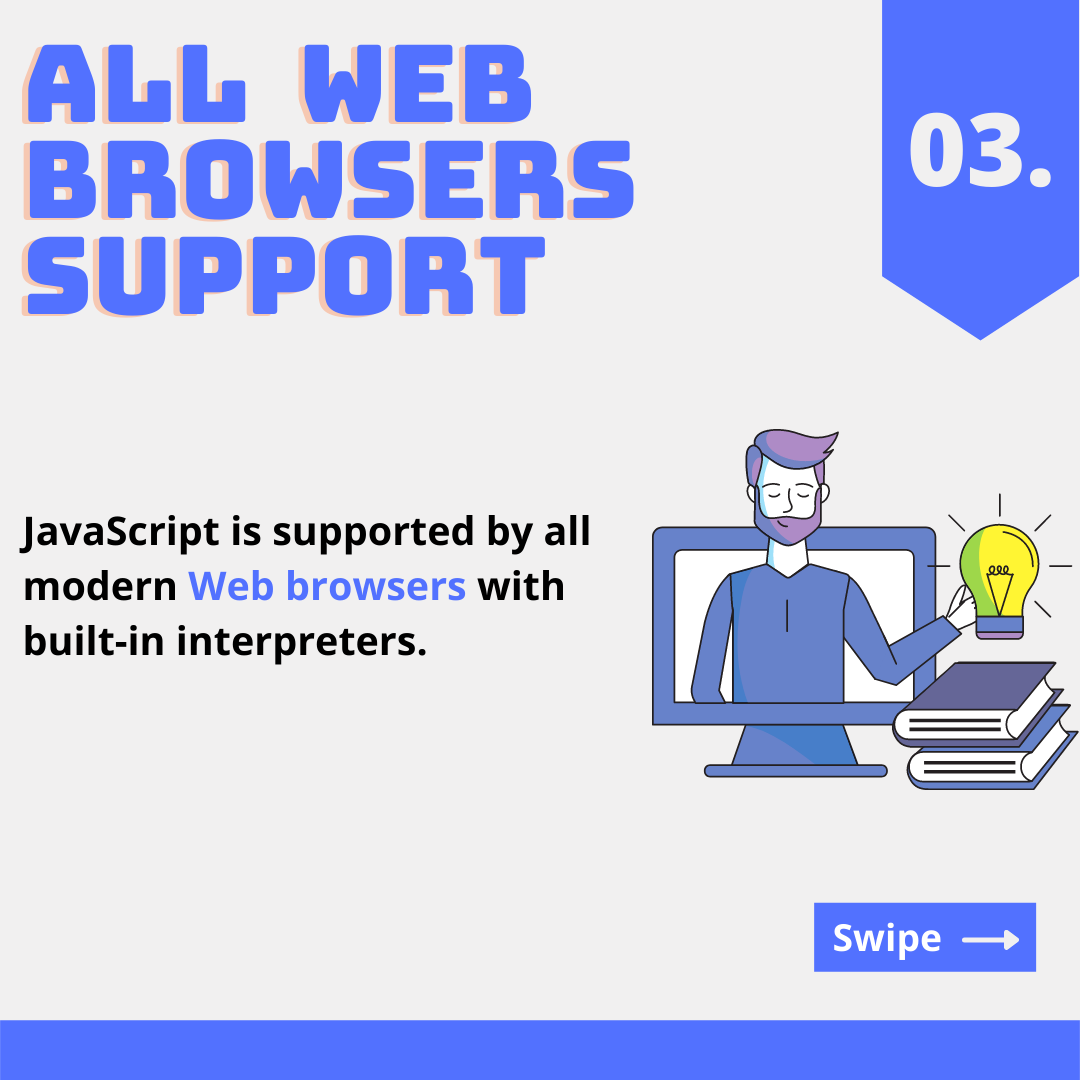 ALL WEB
BROWSERS
SUPPORT
03.
JavaScript is supported by all
modern Web browsers with
built-in interpreters.
Swipe